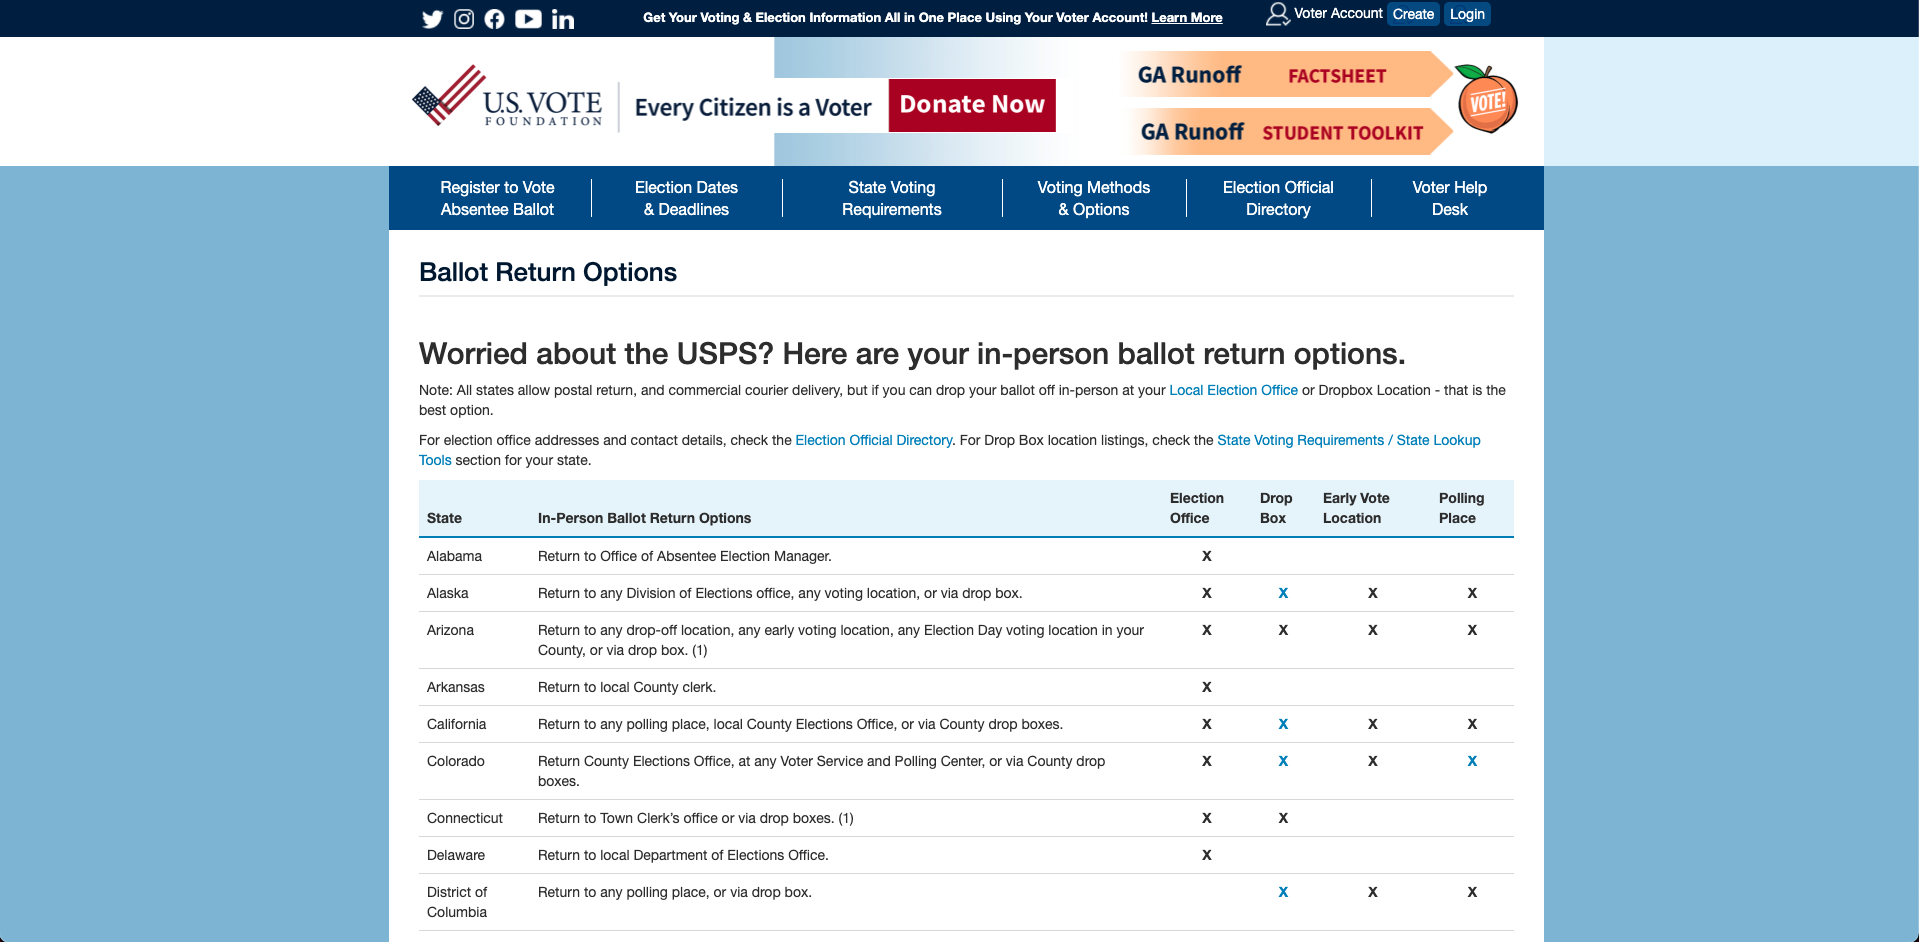 Get Your Voting & Election Information All in One Place Using Your Voter Account! Learn More
Voter Account Create Login
U.S. VOTE
FOUNDATION
Every Citizen is a Voter
Donate Now
GA Runoff FACTSHEET
GA Runoff STUDENT TOOLKIT
VOTE!
Register to Vote
Absentee Ballot
Election Dates
& Deadlines
State Voting
Requirements
Voting Methods
& Options
Election Official
Directory
Voter Help
Desk
Ballot Return Options
Worried about the USPS? Here are your in-person ballot return options.
Note: All states allow postal return, and commercial courier delivery, but if you can drop your ballot off in-person at your Local Election Office or Dropbox Location - that is the
best option.
For election office addresses and contact details, check the Election Official Directory. For Drop Box location listings, check the State Voting Requirements / State Lookup
Tools section for your state.
State In-Person Ballot Return Options
Election
Office
Drop
Box
Early Vote
Location
Polling
Place
Alabama Return to Office of Absentee Election Manager. X
Alaska Return to any Division of Elections office, any voting location, or via drop box. X X X X
Arizona Return to any drop-off location, any early voting location, any Election Day voting location in your X X X X
County, or via drop box. (1)
Arkansas Return to local County clerk. X
California Return to any polling place, local County Elections Office, or via County drop boxes. X X X X
Colorado Return County Elections Office, at any Voter Service and Polling Center, or via County drop X X X X
boxes.
Connecticut Return to Town Clerk's office or via drop boxes. (1) X X
Delaware Return to local Department of Elections Office. X
District of Return to any polling place, or via drop box. X X X
Columbia